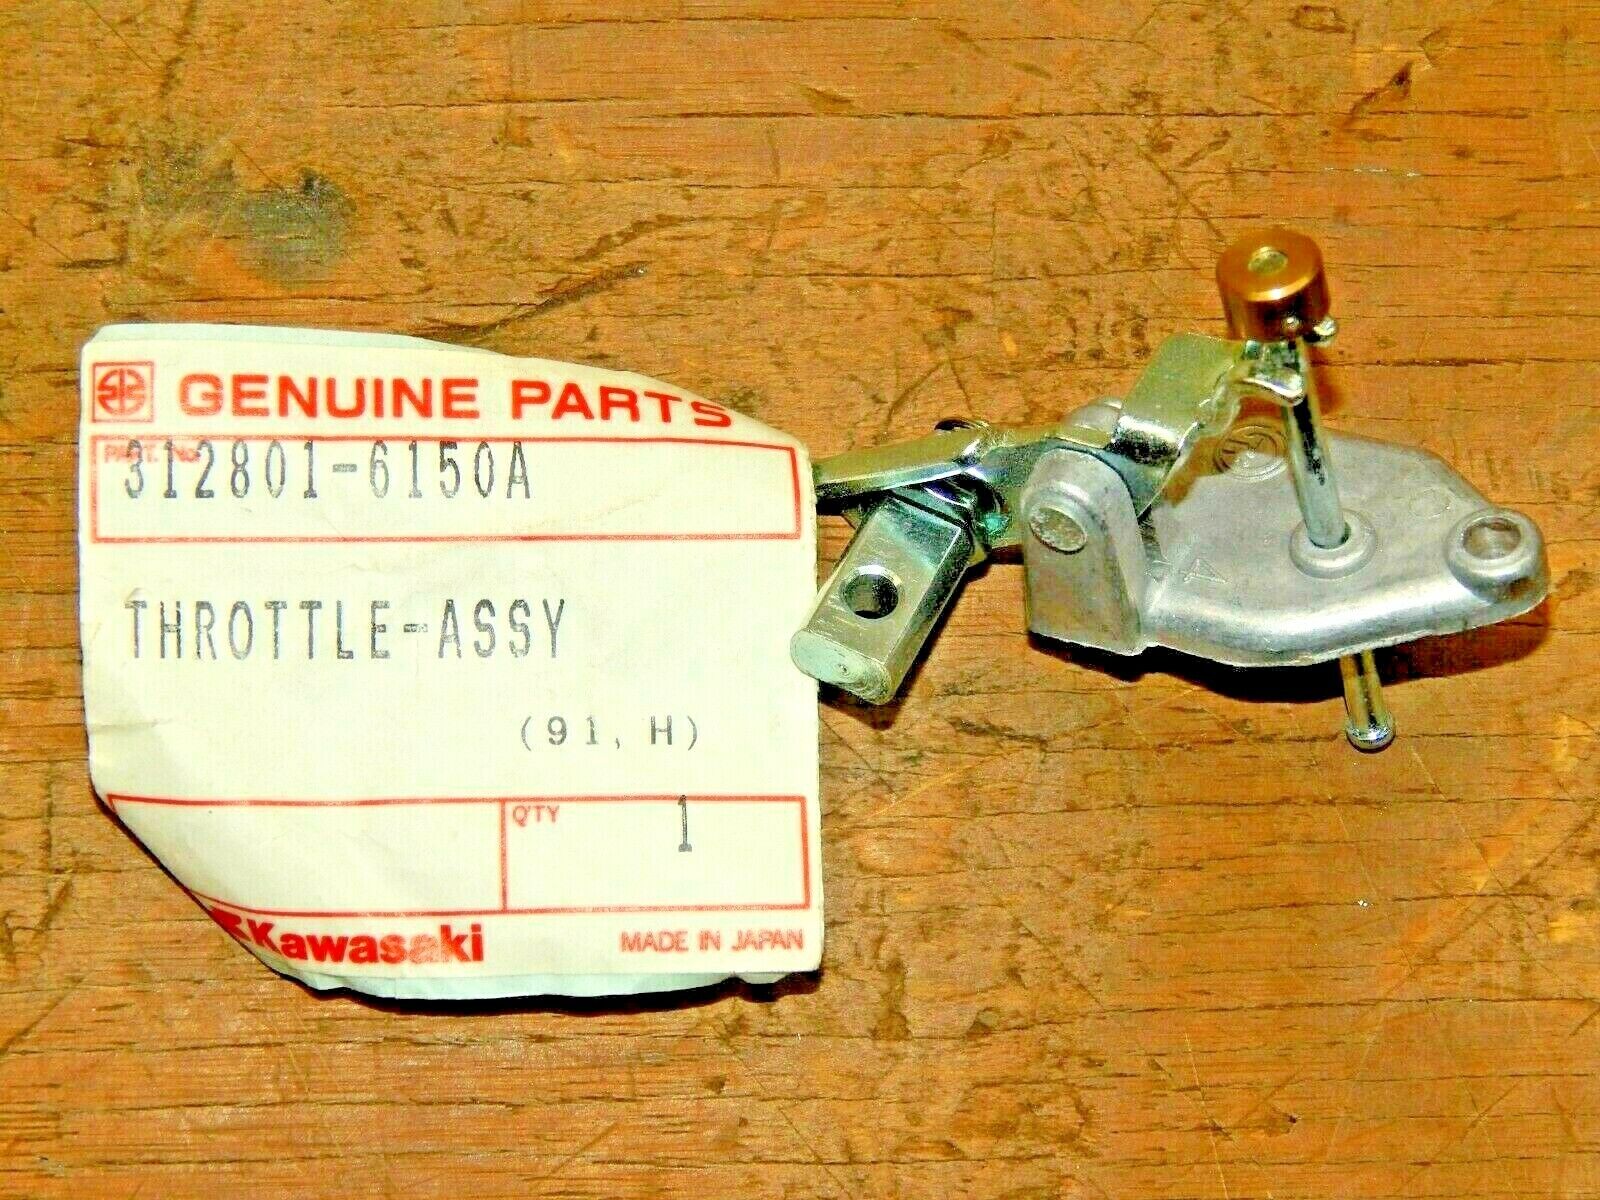 GENUINE PARTS
PART. No.
312801-6150A
THROTTLE-ASSY
(91, H)
Q'TY
1
Kawasaki
MADE IN JAPAN